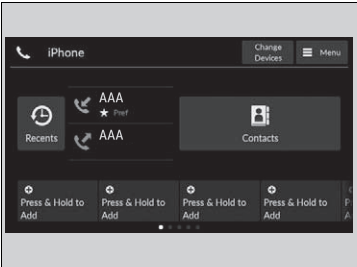 iPhone
Change
Devices
Menu
AAA
★ Pref
AAA
Recents
Contacts
Press & Hold to
Add
Press & Hold to
Add
Press & Hold to
Add
Press & Hold to
Add